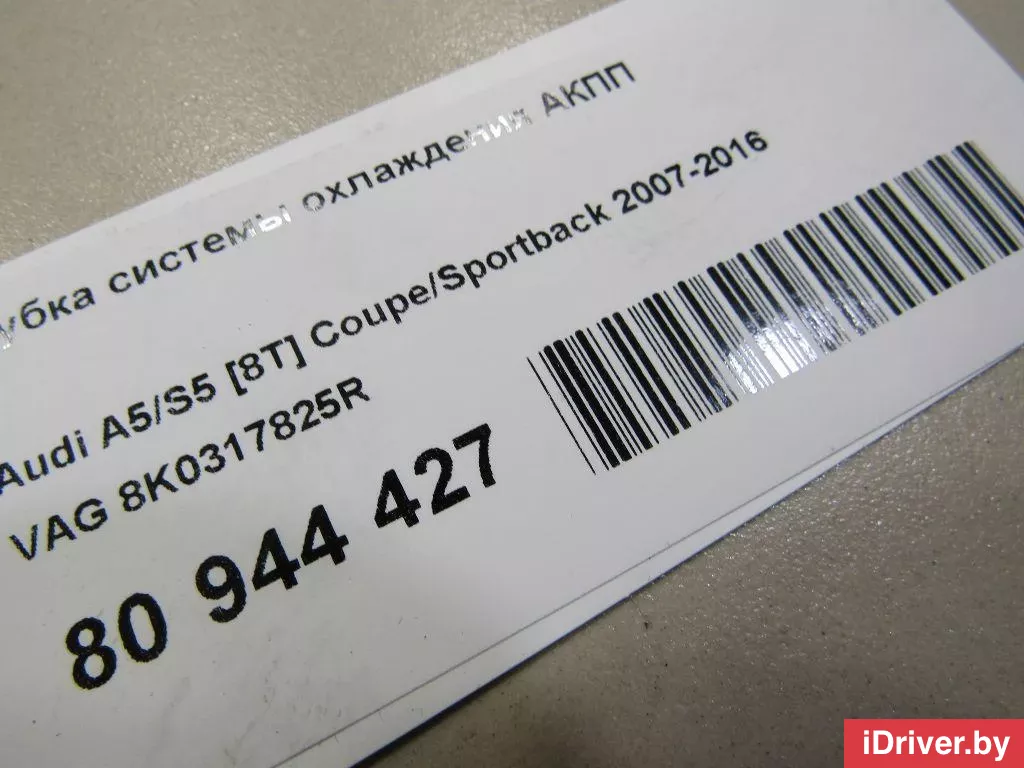 убка системы охлаждения АКПП
Audi A5/S5 [8T] Coupe/Sportback 2007-2016
VAG 8K0317825R
80 944 427
iDriver.by